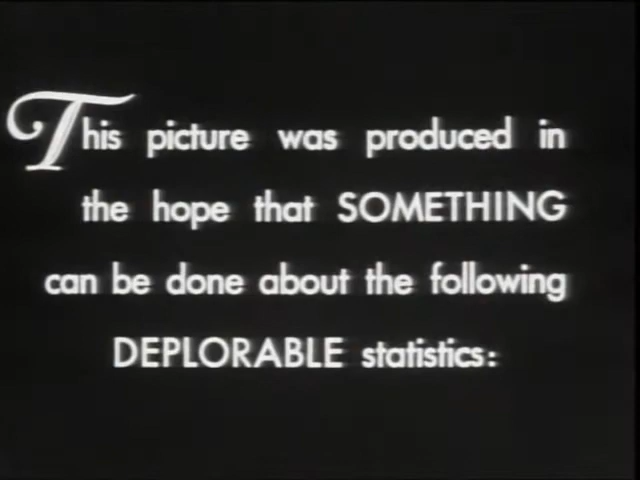 This picture was produced in
the hope that SOMETHING
can be done about the following
DEPLORABLE statistics: